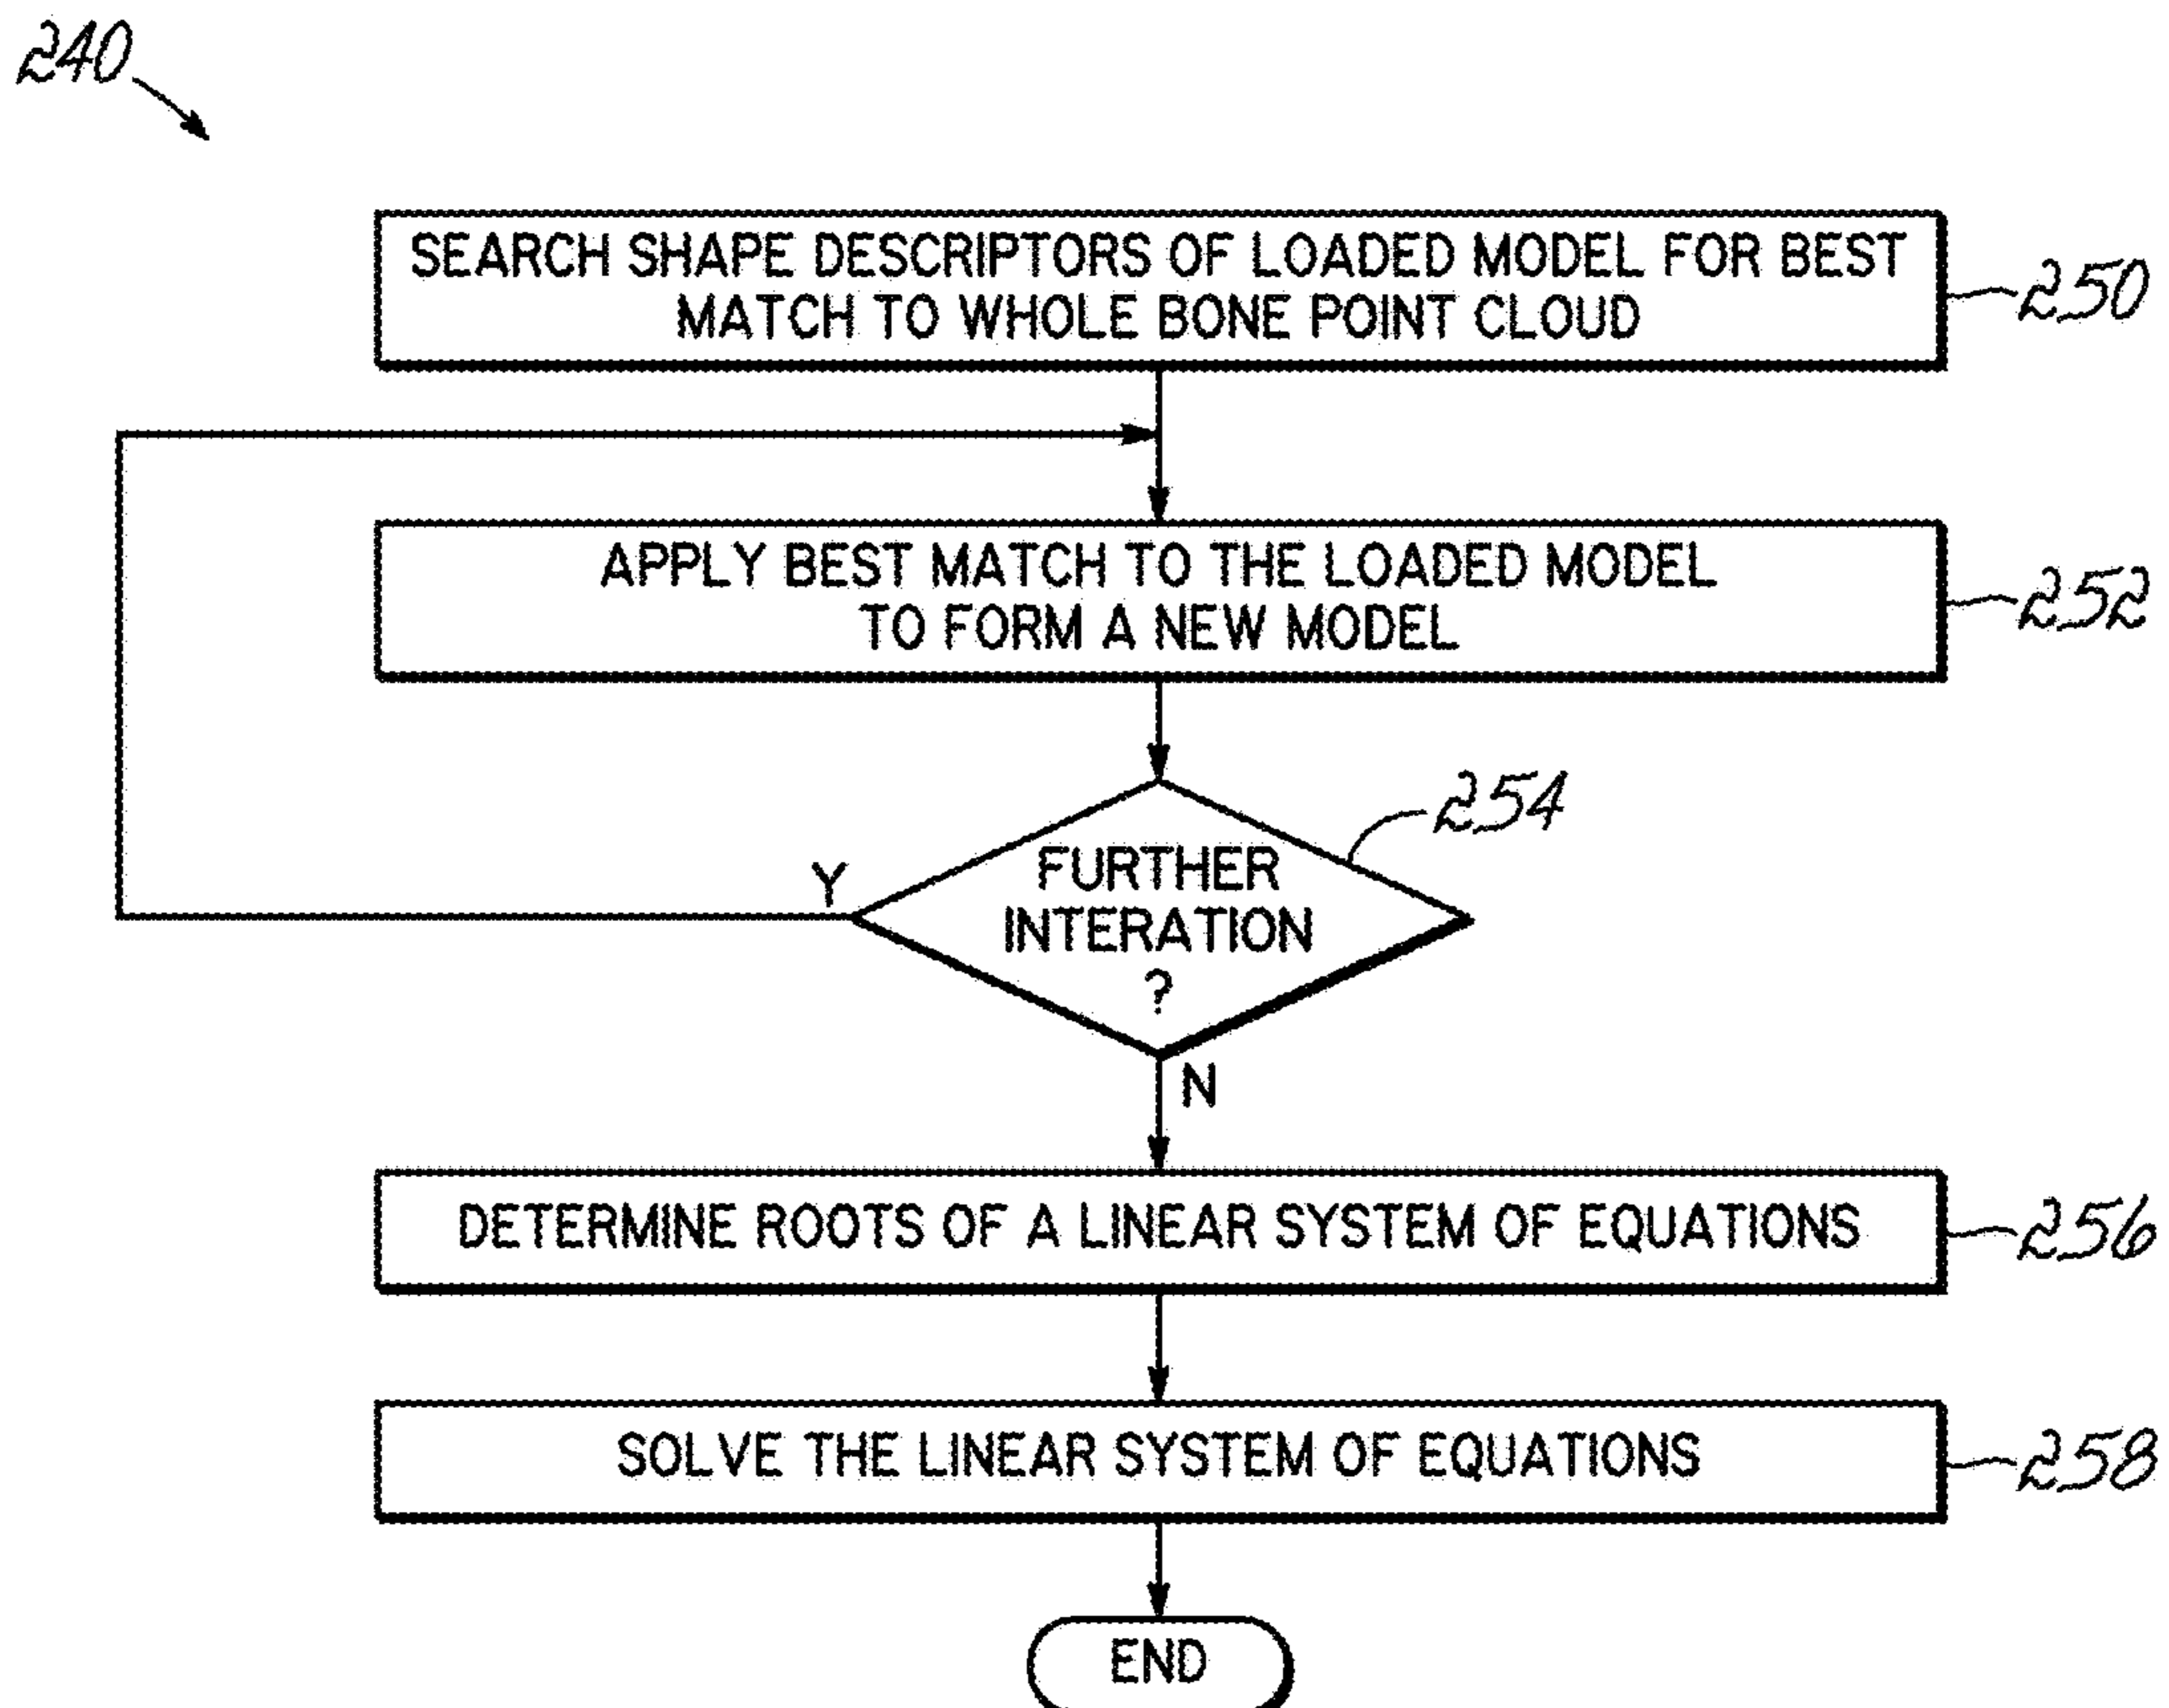 240
SEARCH SHAPE DESCRIPTORS OF LOADED MODEL FOR BEST
MATCH TO WHOLE BONE POINT CLOUD
250
APPLY BEST MATCH TO THE LOADED MODEL
TO FORM A NEW MODEL
252
254
FURTHER
INTERATION
?
Y
N
DETERMINE ROOTS OF A LINEAR SYSTEM OF EQUATIONS
256
SOLVE THE LINEAR SYSTEM OF EQUATIONS
258
END